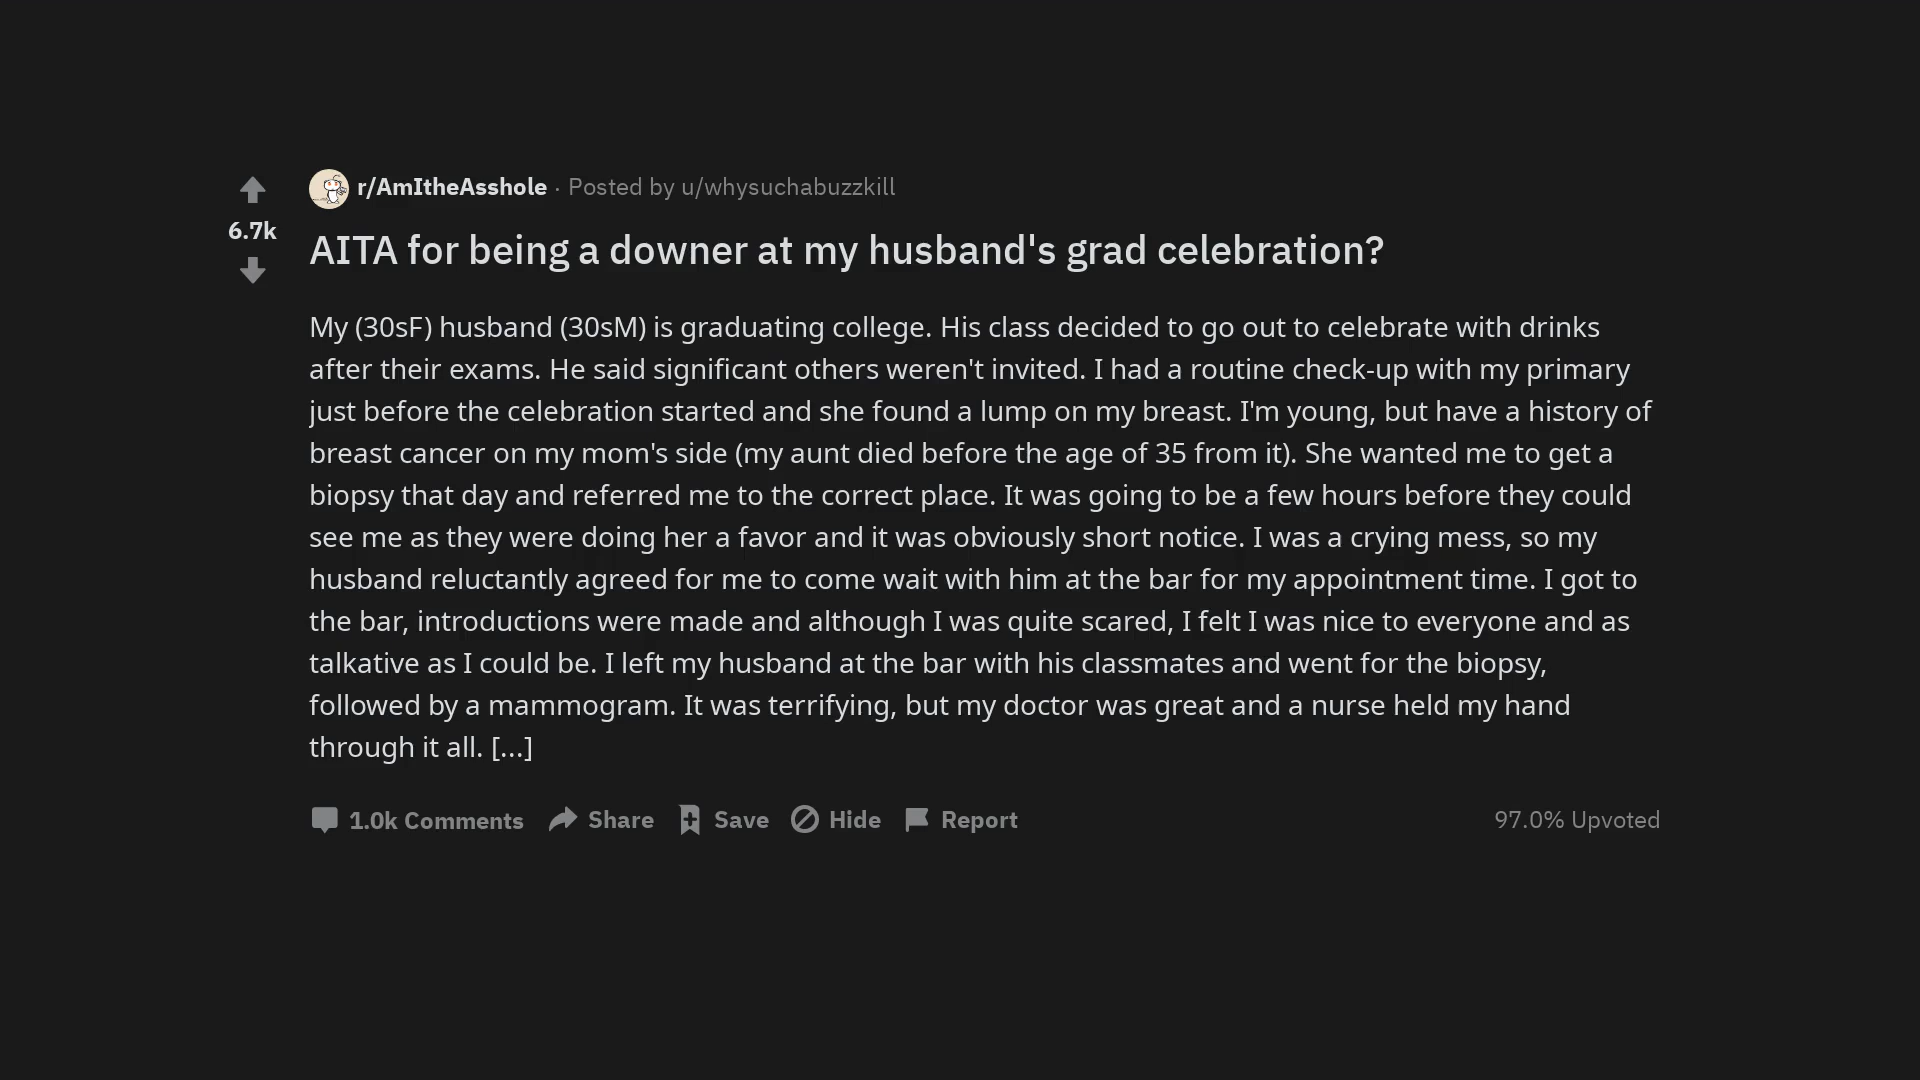 r/AmItheAsshole · Posted by u/whysuchabuzzkill
6.7k
AITA for being a downer at my husband's grad celebration?
My (30sF) husband (30sM) is graduating college. His class decided to go out to celebrate with drinks
after their exams. He said significant others weren't invited. I had a routine check-up with my primary
just before the celebration started and she found a lump on my breast. I'm young, but have a history of
breast cancer on my mom's side (my aunt died before the age of 35 from it). She wanted me to get a
biopsy that day and referred me to the correct place. It was going to be a few hours before they could
see me as they were doing her a favor and it was obviously short notice. I was a crying mess, so my
husband reluctantly agreed for me to come wait with him at the bar for my appointment time. I got to
the bar, introductions were made and although I was quite scared, I felt I was nice to everyone and as
talkative as I could be. I left my husband at the bar with his classmates and went for the biopsy,
followed by a mammogram. It was terrifying, but my doctor was great and a nurse held my hand
through it all. [...]
1.0k Comments Share Save Hide Report 97.0% Upvoted